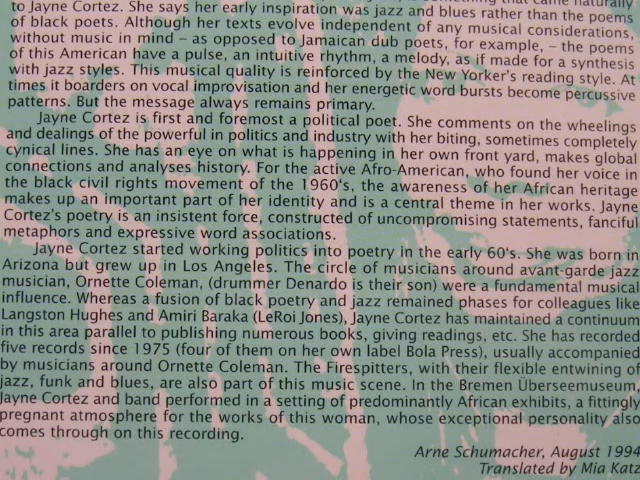 something that came naturally
to Jayne Cortez. She says her early inspiration was jazz and blues rather than the poems
of black poets. Although her texts evolve independent of any musical considerations,
without music in mind – as opposed to Jamaican dub poets, for example, – the poems
of this American have a pulse, an intuitive rhythm, a melody, as if made for a synthesis
with jazz styles. This musical quality is reinforced by the New Yorker's reading style. At
times it boarders on vocal improvisation and her energetic word bursts become percussive
patterns. But the message always remains primary.
Jayne Cortez is first and foremost a political poet. She comments on the wheelings
and dealings of the powerful in politics and industry with her biting, sometimes completely
cynical lines. She has an eye on what is happening in her own front yard, makes global
connections and analyses history. For the active Afro-American, who found her voice in
the black civil rights movement of the 1960's, the awareness of her African heritage
makes up an important part of her identity and is a central theme in her works. Jayne
Cortez's poetry is an insistent force, constructed of uncompromising statements, fanciful
metaphors and expressive word associations.
Jayne Cortez started working politics into poetry in the early 60's. She was born in
Arizona but grew up in Los Angeles. The circle of musicians around avant-garde jazz
musician, Ornette Coleman, (drummer Denardo is their son) were a fundamental musical
influence. Whereas a fusion of black poetry and jazz remained phases for colleagues like
Langston Hughes and Amiri Baraka (LeRoi Jones), Jayne Cortez has maintained a continuum
in this area parallel to publishing numerous books, giving readings, etc. She has recorded
five records since 1975 (four of them on her own label Bola Press), usually accompanied
by musicians around Ornette Coleman. The Firespitters, with their flexible entwining of
jazz, funk and blues, are also part of this music scene. In the Bremen Überseemuseum,
Jayne Cortez and band performed in a setting of predominantly African exhibits, a fittingly
pregnant atmosphere for the works of this woman, whose exceptional personality also
comes through on this recording.
Arne Schumacher, August 1994
Translated by Mia Katz